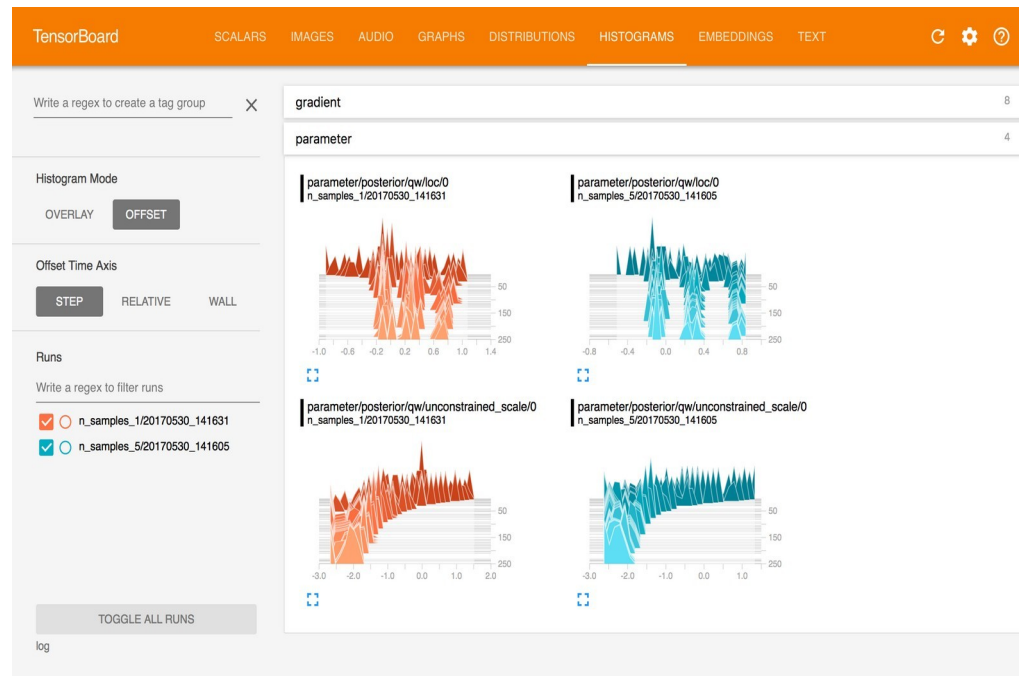 TensorBoard SCALARS IMAGES AUDIO GRAPHS DISTRIBUTIONS HISTOGRAMS EMBEDDINGS TEXT
Write a regex to create a tag group
Histogram Mode
OVERLAY OFFSET
Offset Time Axis
STEP RELATIVE WALL
Runs
Write a regex to filter runs
n_samples_1/20170530_141631
n_samples_5/20170530_141605
TOGGLE ALL RUNS
log
gradient 8
parameter 4
parameter/posterior/qw/loc/0
n_samples_1/20170530_141631
50
150
250
-1.0 -0.6 -0.2 0.2 0.6 1.0 1.4
parameter/posterior/qw/loc/0
n_samples_5/20170530_141605
50
150
250
-0.8 -0.4 0.0 0.4 0.8
parameter/posterior/qw/unconstrained_scale/0
n_samples_1/20170530_141631
50
150
250
-3.0 -2.0 -1.0 0.0 1.0 2.0
parameter/posterior/qw/unconstrained_scale/0
n_samples_5/20170530_141605
50
150
250
-3.0 -2.0 -1.0 0.0 1.0